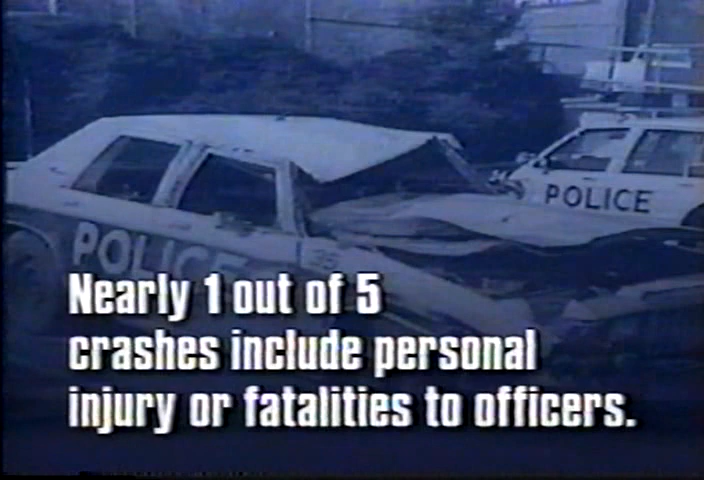 POLICE
POLICE
Nearly 1 out of 5
crashes include personal
injury or fatalities to officers.